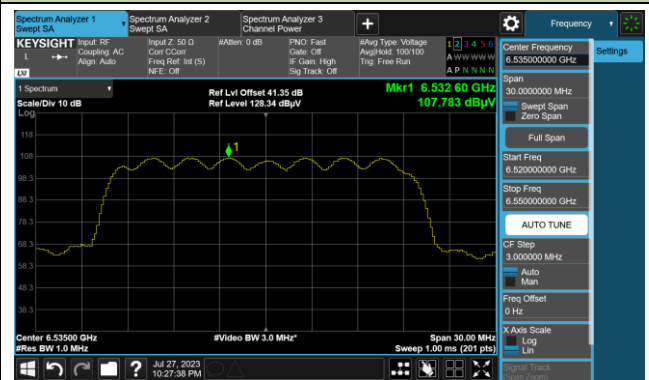 Spectrum Analyzer 1
Swept SA
Spectrum Analyzer 2
Swept SA
Spectrum Analyzer 3
Channel Power
+
Frequency
KEYSIGHT
L
LXI
Input: RF
Coupling: AC
Align: Auto
Input Z: 50 Ω
Corr CCorr
Freq Ref: Int (S)
NFE: Off
#Atten: 0 dB
PNO: Fast
Gate: Off
IF Gain: High
Sig Track: Off
#Avg Type: Voltage
Avg|Hold: 100/100
Trig: Free Run
1 2 3 4 5 6
A W W W W W
A P N N N N
1 Spectrum
Scale/Div 10 dB
Log
Ref Lvl Offset 41.35 dB
Ref Level 128.34 dBµV
Mkr1 6.532 60 GHz
107.783 dBµV
118
108
98.3
88.3
78.3
68.3
58.3
48.3
38.3
1
Center 6.53500 GHz
#Res BW 1.0 MHz
#Video BW 3.0 MHz*
Span 30.00 MHz
Sweep 1.00 ms (201 pts)
?
Jul 27, 2023
10:27:38 PM
Center Frequency
6.535000000 GHz
Settings
Span
30.0000000 MHz
Swept Span
Zero Span
Full Span
Start Freq
6.520000000 GHz
Stop Freq
6.550000000 GHz
AUTO TUNE
CF Step
3.000000 MHz
Auto
Man
Freq Offset
0 Hz
X Axis Scale
Log
Lin
Signal Track
(Span Zoom)